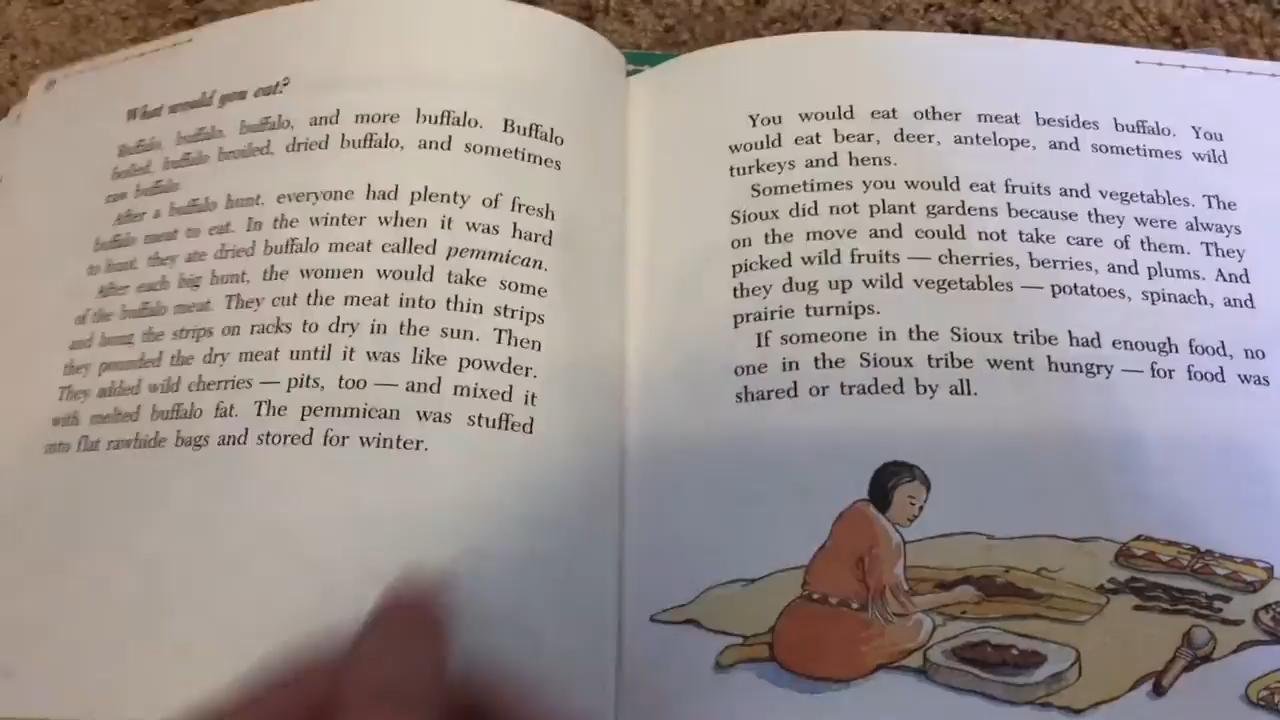 What would you eat?
Buffalo, buffalo, buffalo, and more buffalo. Buffalo
boiled, buffalo broiled, dried buffalo, and sometimes
raw buffalo.
After a buffalo hunt, everyone had plenty of fresh
buffalo meat to eat. In the winter when it was hard
to hunt, they ate dried buffalo meat called pemmican.
After each big hunt, the women would take some
of the buffalo meat. They cut the meat into thin strips
and hung the strips on racks to dry in the sun. Then
they pounded the dry meat until it was like powder.
They added wild cherries — pits, too — and mixed it
with melted buffalo fat. The pemmican was stuffed
into flat rawhide bags and stored for winter.
You would eat other meat besides buffalo. You
would eat bear, deer, antelope, and sometimes wild
turkeys and hens.
Sometimes you would eat fruits and vegetables. The
Sioux did not plant gardens because they were always
on the move and could not take care of them. They
picked wild fruits — cherries, berries, and plums. And
they dug up wild vegetables — potatoes, spinach, and
prairie turnips.
If someone in the Sioux tribe had enough food, no
one in the Sioux tribe went hungry — for food was
shared or traded by all.